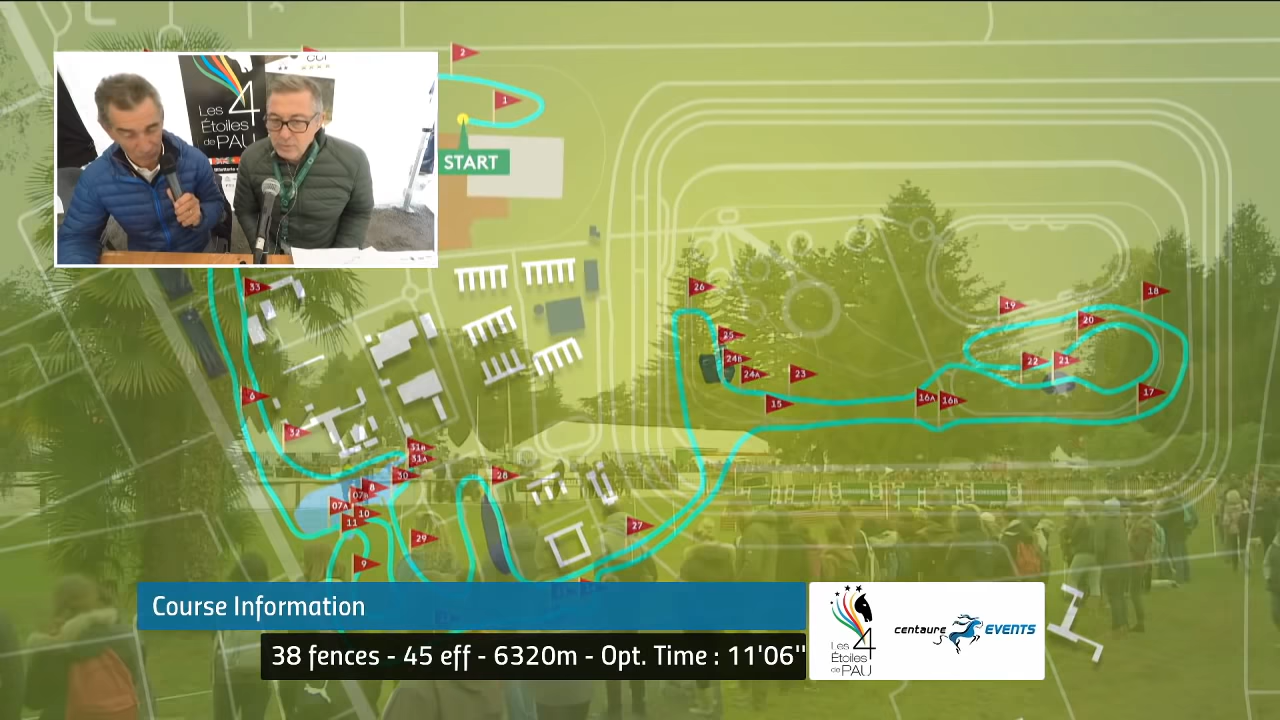 2
1
START
Les 4
Étoiles
de PAU
33
26
19
18
20
25
24B
24A
23
22
21
17
15
16A
16B
6
32
31B
31A
30
8
07B
07A
10
11
28
29
27
9
Course Information
38 fences - 45 eff - 6320m - Opt. Time : 11'06"
Les 4
Étoiles
de PAU
centaure EVENTS